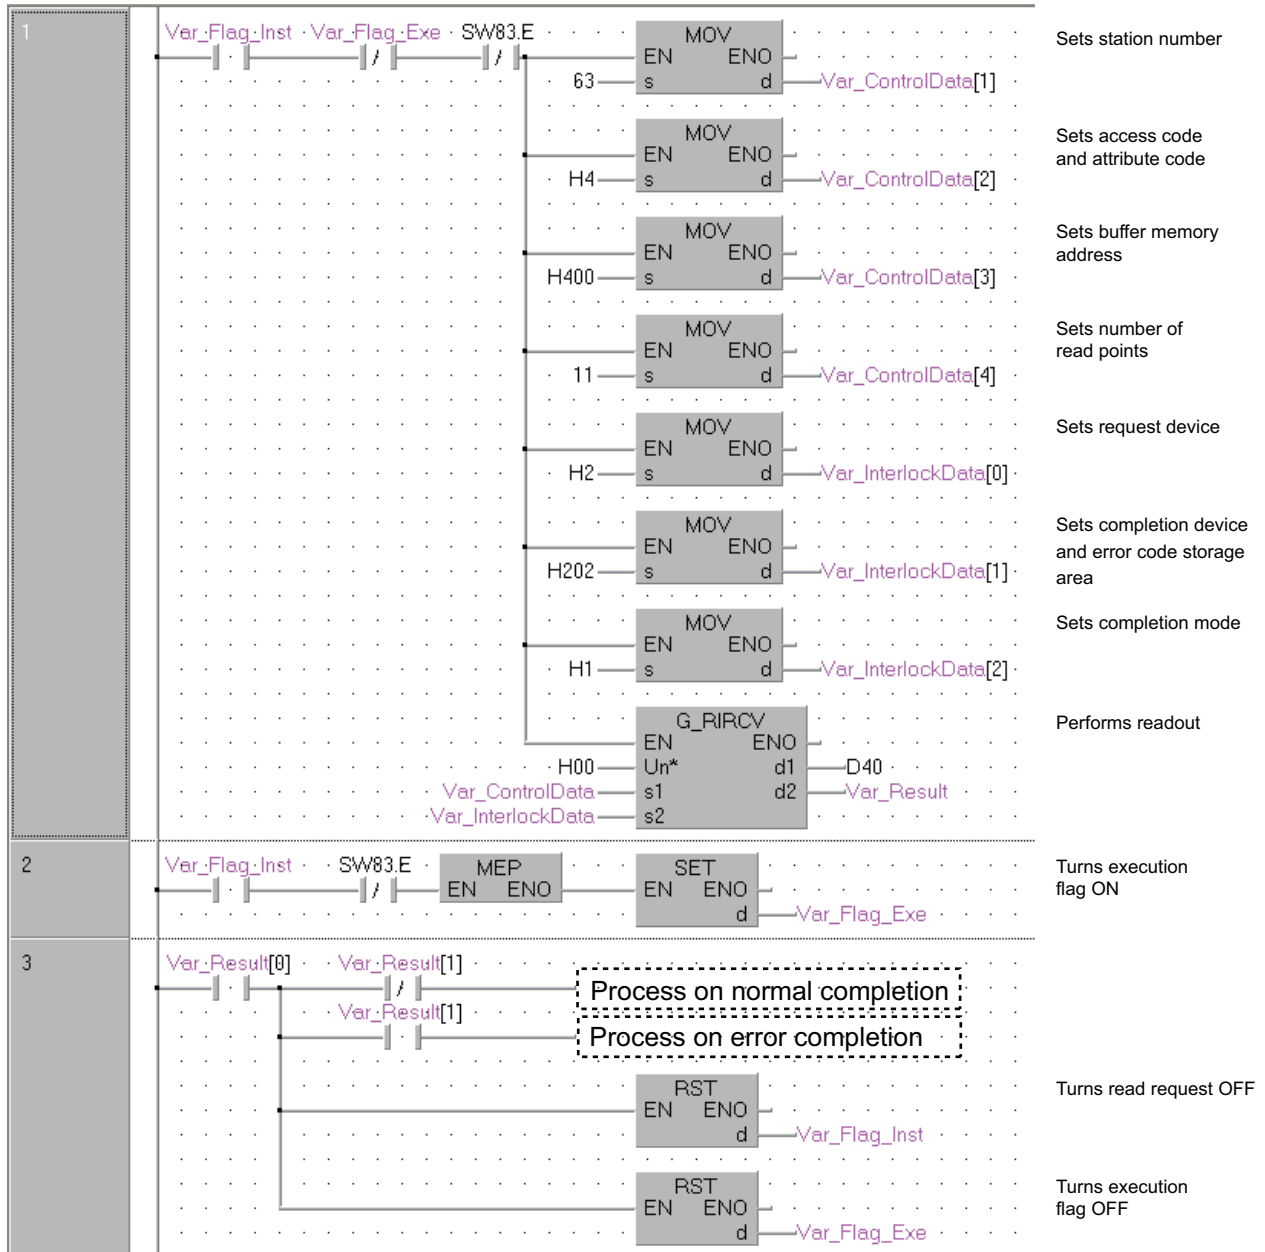 1
Var_Flag_Inst Var_Flag_Exe SW83.E MOV
EN ENO
63 s d Var_ControlData[1]
Sets station number
MOV
EN ENO
H4 s d Var_ControlData[2]
Sets access code
and attribute code
MOV
EN ENO
H400 s d Var_ControlData[3]
Sets buffer memory
address
MOV
EN ENO
11 s d Var_ControlData[4]
Sets number of
read points
MOV
EN ENO
H2 s d Var_InterlockData[0]
Sets request device
MOV
EN ENO
H202 s d Var_InterlockData[1]
Sets completion device
and error code storage
area
MOV
EN ENO
H1 s d Var_InterlockData[2]
Sets completion mode
G_RIRCV
EN ENO
H00 Un* d1 D40
Var_ControlData s1 d2 Var_Result
Var_InterlockData s2
Performs readout
2
Var_Flag_Inst SW83.E MEP SET
EN ENO EN ENO
d Var_Flag_Exe
Turns execution
flag ON
3
Var_Result[0] Var_Result[1]
Process on normal completion
Var_Result[1]
Process on error completion
RST
EN ENO
d Var_Flag_Inst
Turns read request OFF
RST
EN ENO
d Var_Flag_Exe
Turns execution
flag OFF